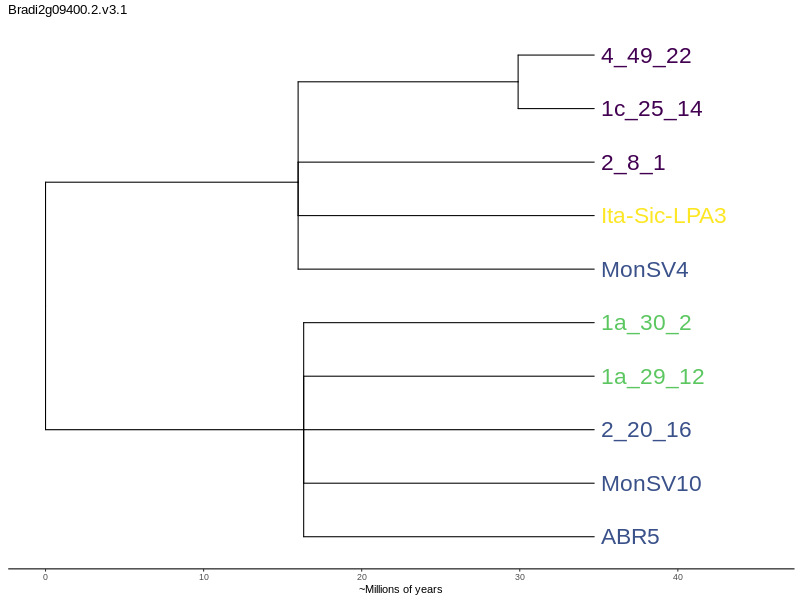 Bradi2g09400.2.v3.1
4_49_22
1c_25_14
2_8_1
Ita-Sic-LPA3
MonSV4
1a_30_2
1a_29_12
2_20_16
MonSV10
ABR5
0 10 20 30 40
~Millions of years